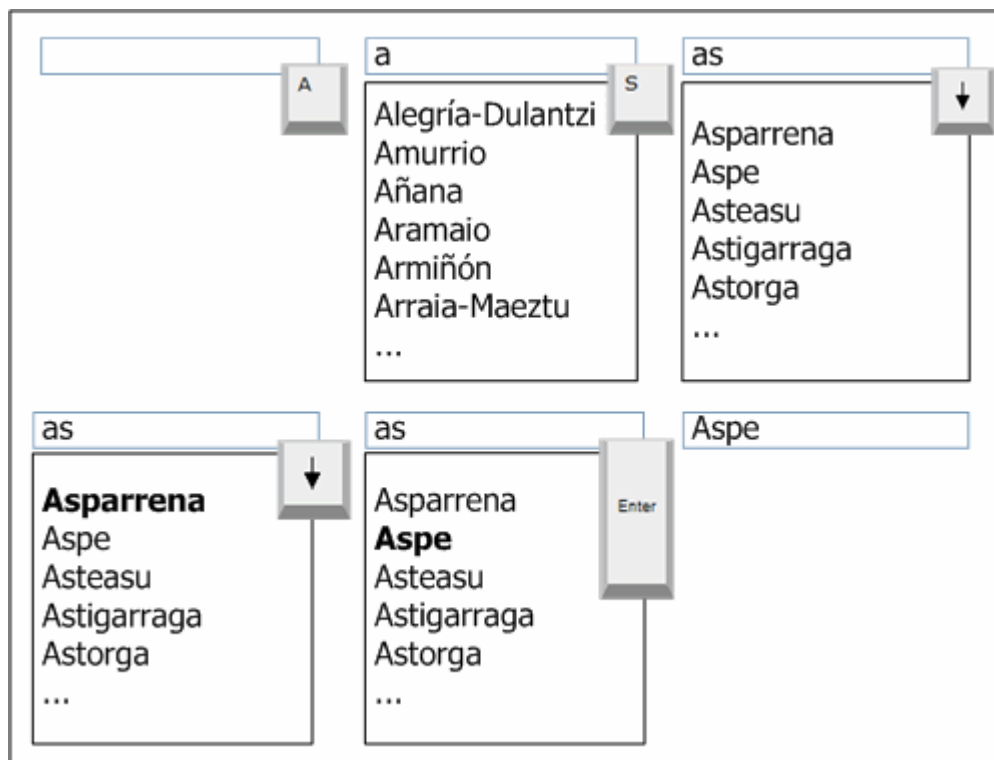 A
a
S
Alegría-Dulantzi
Amurrio
Añana
Aramaio
Armiñón
Arraia-Maeztu
...
as
↓
Asparrena
Aspe
Asteasu
Astigarraga
Astorga
...
as
↓
Asparrena
Aspe
Asteasu
Astigarraga
Astorga
...
as
Enter
Asparrena
Aspe
Asteasu
Astigarraga
Astorga
...
Aspe